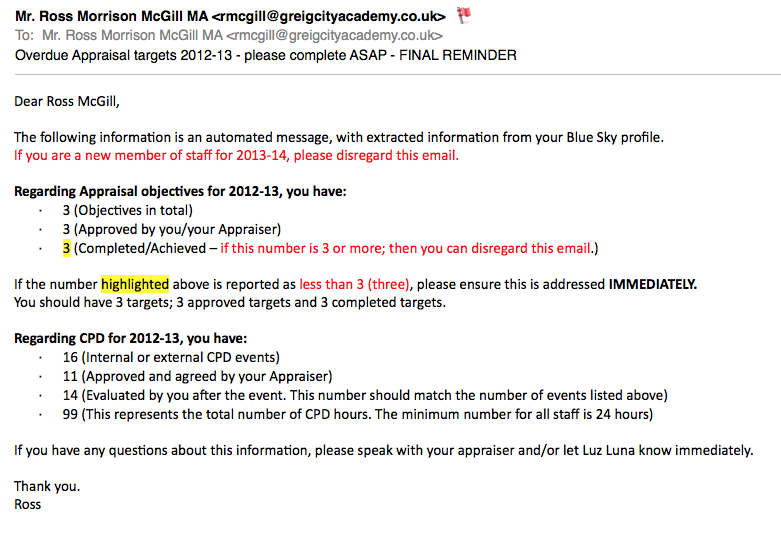 Mr. Ross Morrison McGill MA <rmcgill@greigcityacademy.co.uk>
To: Mr. Ross Morrison McGill MA <rmcgill@greigcityacademy.co.uk>
Overdue Appraisal targets 2012-13 - please complete ASAP - FINAL REMINDER
Dear Ross McGill,
The following information is an automated message, with extracted information from your Blue Sky profile.
If you are a new member of staff for 2013-14, please disregard this email.
Regarding Appraisal objectives for 2012-13, you have:
· 3 (Objectives in total)
· 3 (Approved by you/your Appraiser)
· 3 (Completed/Achieved – if this number is 3 or more; then you can disregard this email.)
If the number highlighted above is reported as less than 3 (three), please ensure this is addressed IMMEDIATELY.
You should have 3 targets; 3 approved targets and 3 completed targets.
Regarding CPD for 2012-13, you have:
· 16 (Internal or external CPD events)
· 11 (Approved and agreed by your Appraiser)
· 14 (Evaluated by you after the event. This number should match the number of events listed above)
· 99 (This represents the total number of CPD hours. The minimum number for all staff is 24 hours)
If you have any questions about this information, please speak with your appraiser and/or let Luz Luna know immediately.
Thank you.
Ross